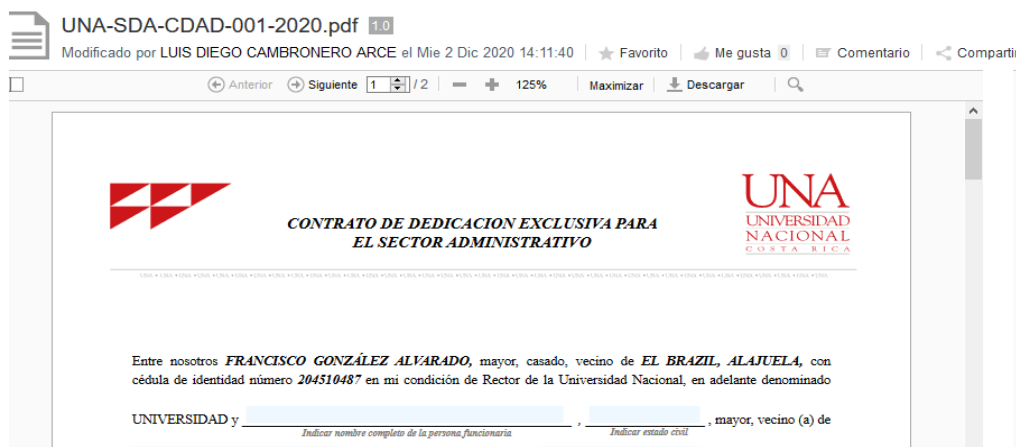 UNA-SDA-CDAD-001-2020.pdf 1.0
Modificado por LUIS DIEGO CAMBRONERO ARCE el Mie 2 Dic 2020 14:11:40 Favorito Me gusta 0 Comentario Compartir
Anterior Siguiente 1 / 2 125% Maximizar Descargar
UNA
UNIVERSIDAD
NACIONAL
COSTA RICA
CONTRATO DE DEDICACION EXCLUSIVA PARA
EL SECTOR ADMINISTRATIVO
Entre nosotros FRANCISCO GONZÁLEZ ALVARADO, mayor, casado, vecino de EL BRAZIL, ALAJUELA, con
cédula de identidad número 204510487 en mi condición de Rector de la Universidad Nacional, en adelante denominado
UNIVERSIDAD y , , mayor, vecino (a) de
Indicar nombre completo de la persona funcionaria Indicar estado civil